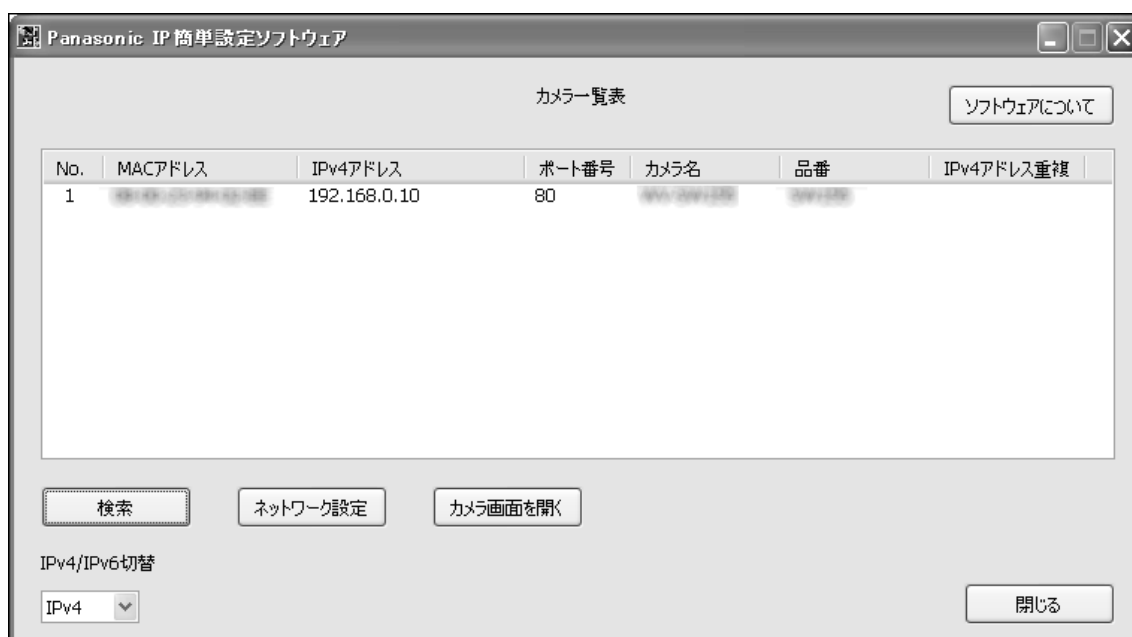 Panasonic IP簡単設定ソフトウェア
カメラ一覧表
ソフトウェアについて
No. MACアドレス IPv4アドレス ポート番号 カメラ名 品番 IPv4アドレス重複
1 192.168.0.10 80
検索 ネットワーク設定 カメラ画面を開く
IPv4/IPv6切替
IPv4
閉じる